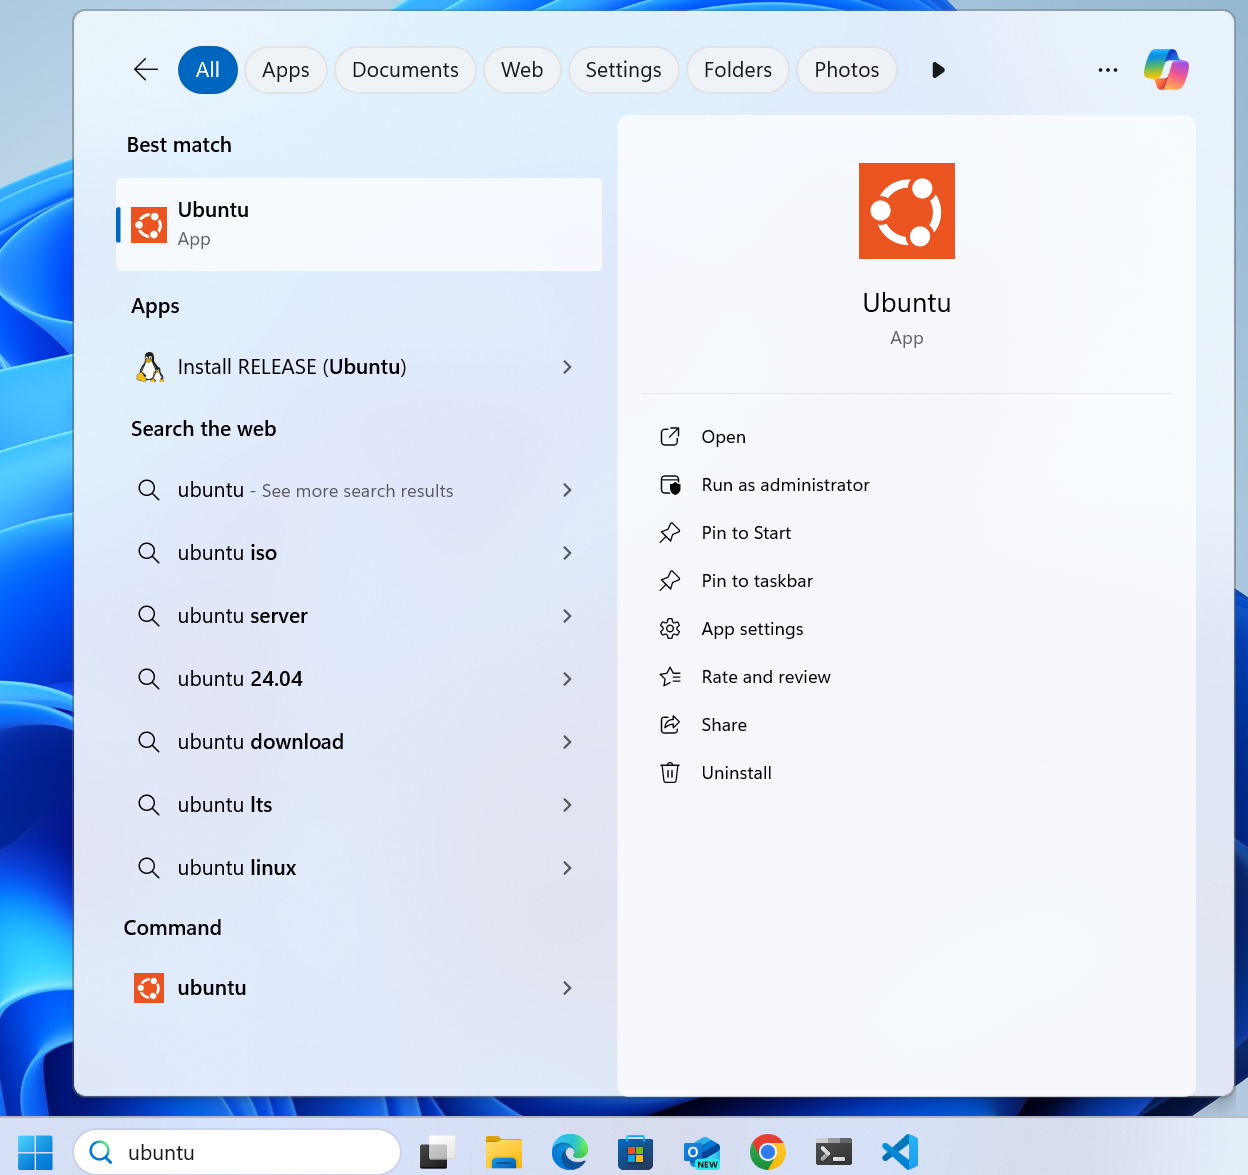 All Apps Documents Web Settings Folders Photos
Best match
Ubuntu
App
Apps
Install RELEASE (Ubuntu)
Search the web
ubuntu - See more search results
ubuntu iso
ubuntu server
ubuntu 24.04
ubuntu download
ubuntu lts
ubuntu linux
Command
ubuntu
Ubuntu
App
Open
Run as administrator
Pin to Start
Pin to taskbar
App settings
Rate and review
Share
Uninstall
ubuntu
O
NEW